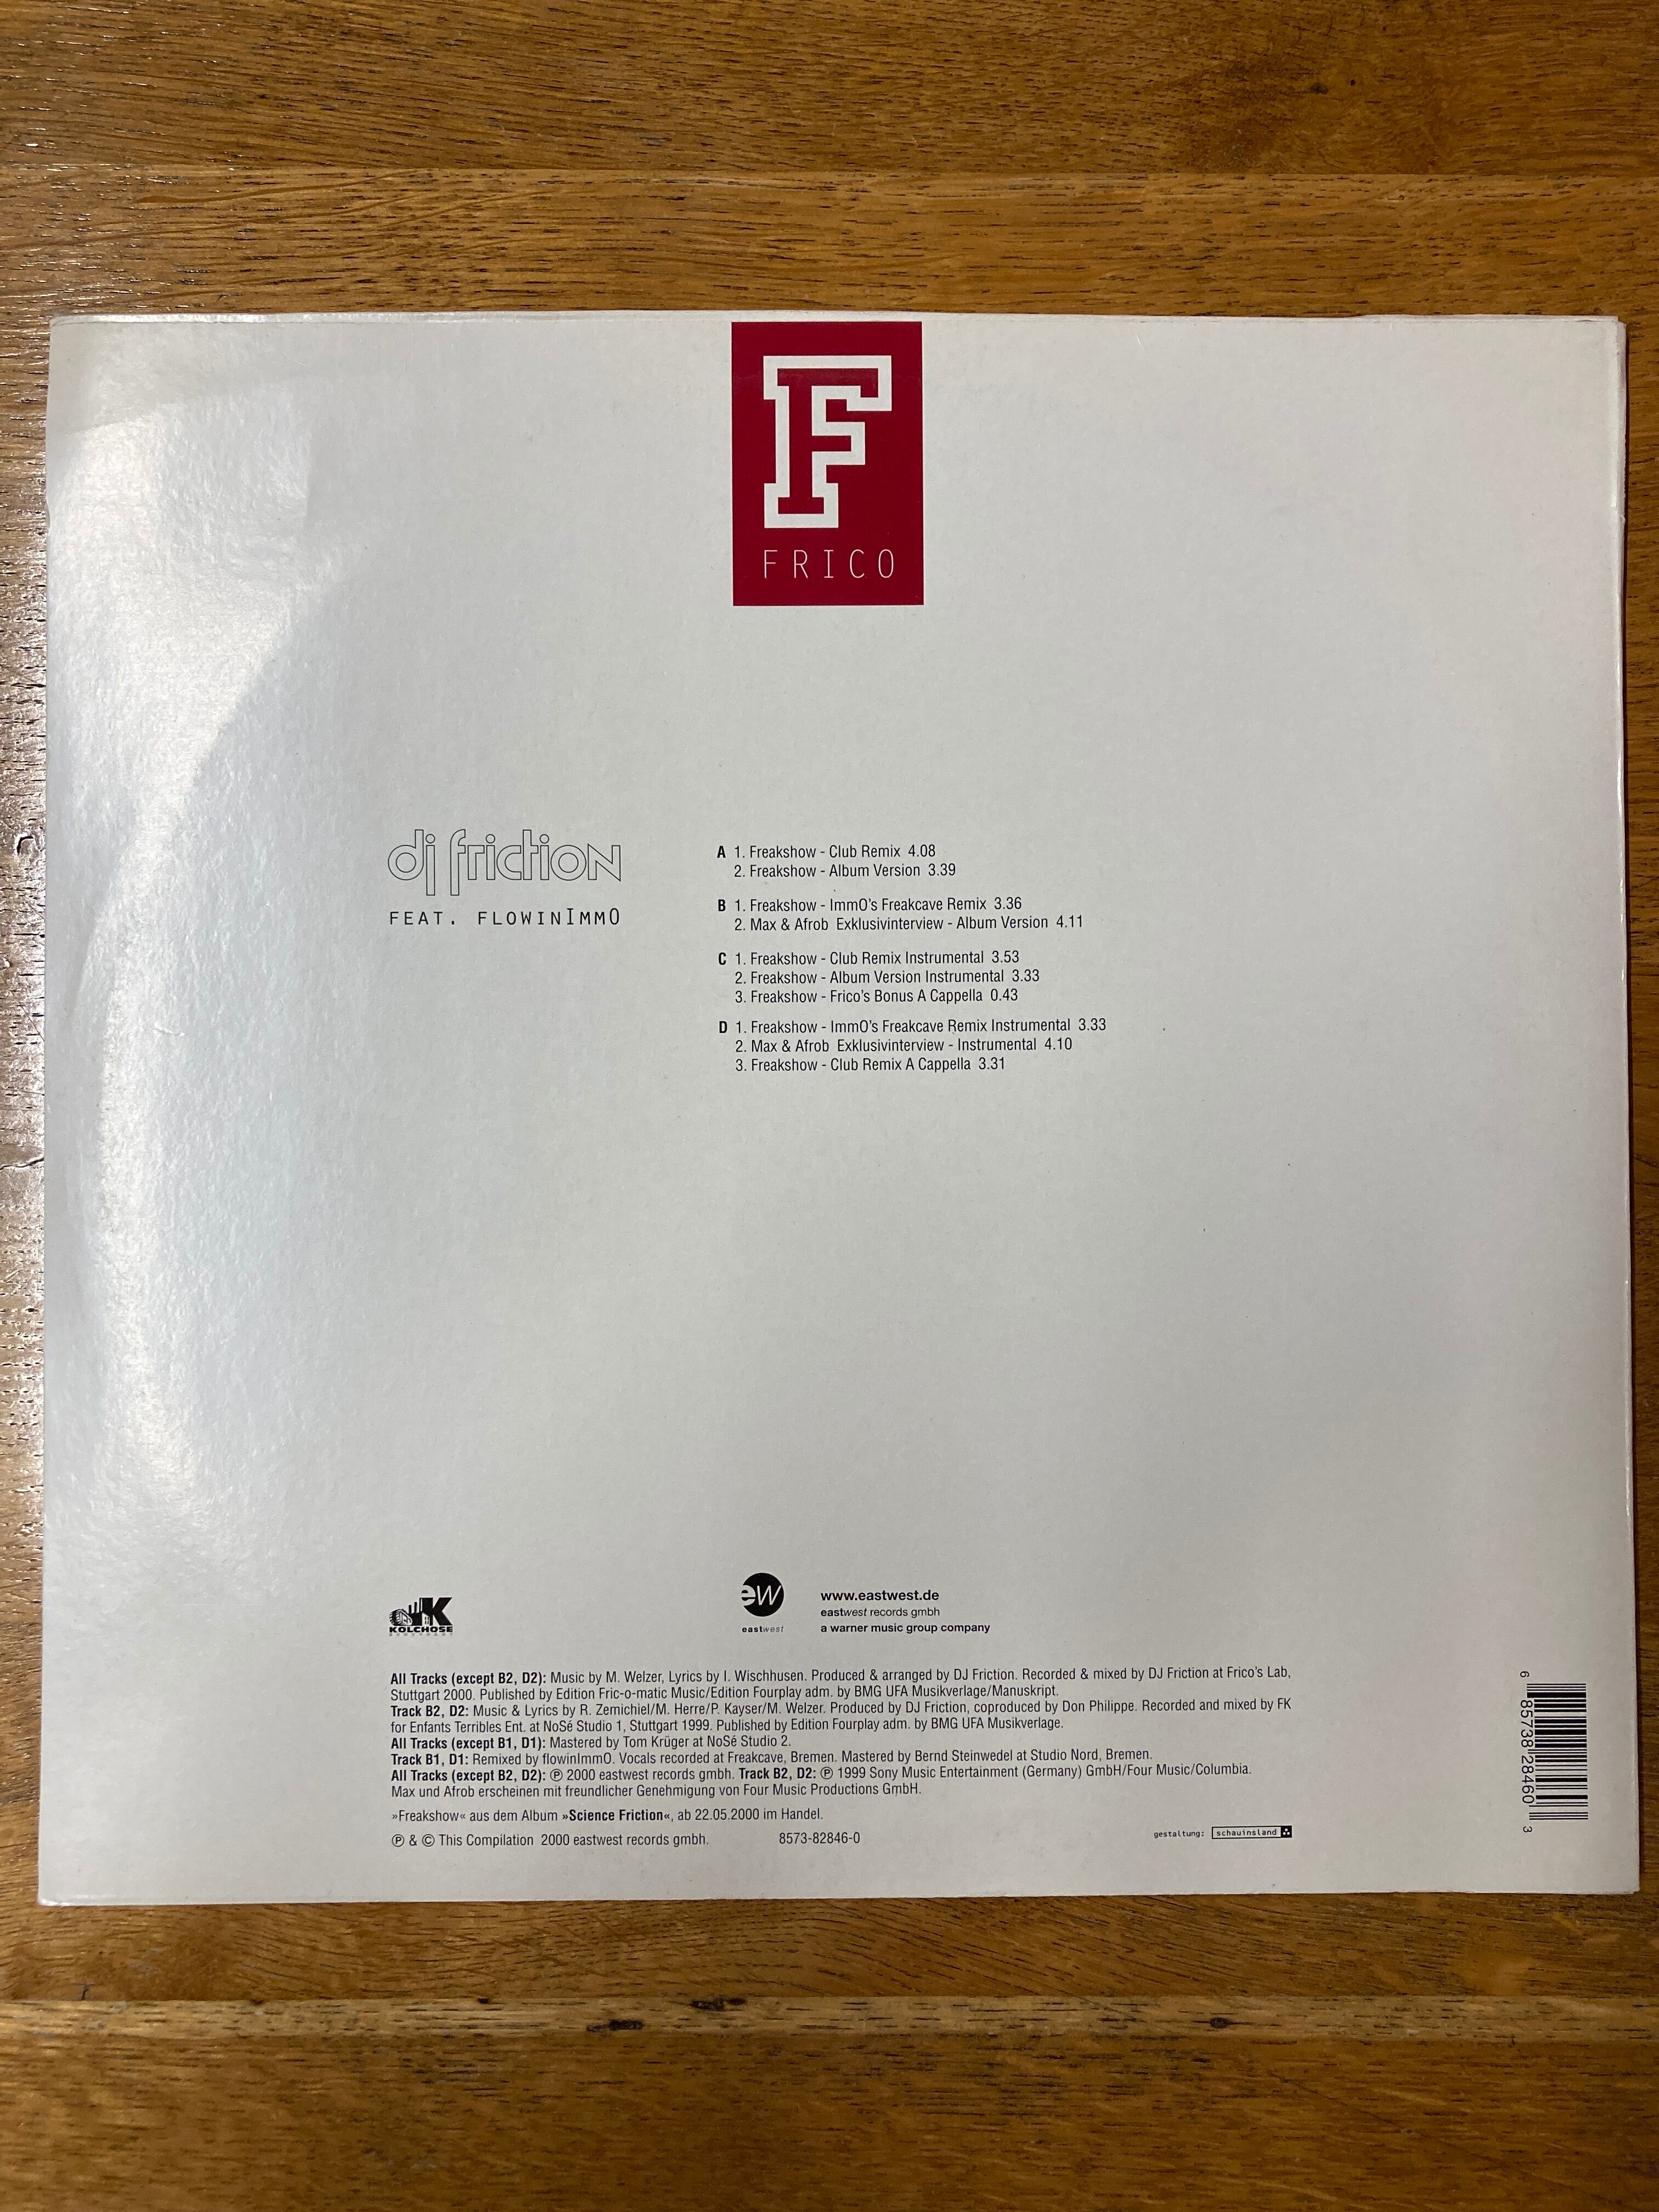 F
FRICO
dj friction
FEAT. FLOWINImmO
A 1. Freakshow - Club Remix 4.08
2. Freakshow - Album Version 3.39
B 1. Freakshow - ImmO's Freakcave Remix 3.36
2. Max & Afrob Exklusivinterview - Album Version 4.11
C 1. Freakshow - Club Remix Instrumental 3.53
2. Freakshow - Album Version Instrumental 3.33
3. Freakshow - Frico's Bonus A Cappella 0.43
D 1. Freakshow - ImmO's Freakcave Remix Instrumental 3.33
2. Max & Afrob Exklusivinterview - Instrumental 4.10
3. Freakshow - Club Remix A Cappella 3.31
K
KOLCHOSE
ew
eastwest
www.eastwest.de
eastwest records gmbh
a warner music group company
All Tracks (except B2, D2): Music by M. Welzer, Lyrics by I. Wischhusen. Produced & arranged by DJ Friction. Recorded & mixed by DJ Friction at Frico's Lab,
Stuttgart 2000. Published by Edition Fric-o-matic Music/Edition Fourplay adm. by BMG UFA Musikverlage/Manuskript.
Track B2, D2: Music & Lyrics by R. Zemichiel/M. Herre/P. Kayser/M. Welzer. Produced by DJ Friction, coproduced by Don Philippe. Recorded and mixed by FK
for Enfants Terribles Ent. at NoSé Studio 1, Stuttgart 1999. Published by Edition Fourplay adm. by BMG UFA Musikverlage.
All Tracks (except B1, D1): Mastered by Tom Krüger at NoSé Studio 2.
Track B1, D1: Remixed by flowinImmO. Vocals recorded at Freakcave, Bremen. Mastered by Bernd Steinwedel at Studio Nord, Bremen.
All Tracks (except B2, D2): ℗ 2000 eastwest records gmbh. Track B2, D2: ℗ 1999 Sony Music Entertainment (Germany) GmbH/Four Music/Columbia.
Max und Afrob erscheinen mit freundlicher Genehmigung von Four Music Productions GmbH.
»Freakshow« aus dem Album »Science Friction«, ab 22.05.2000 im Handel.
℗ & © This Compilation 2000 eastwest records gmbh. 8573-82846-0
gestaltung: schauinsland
6 85738 28460 3